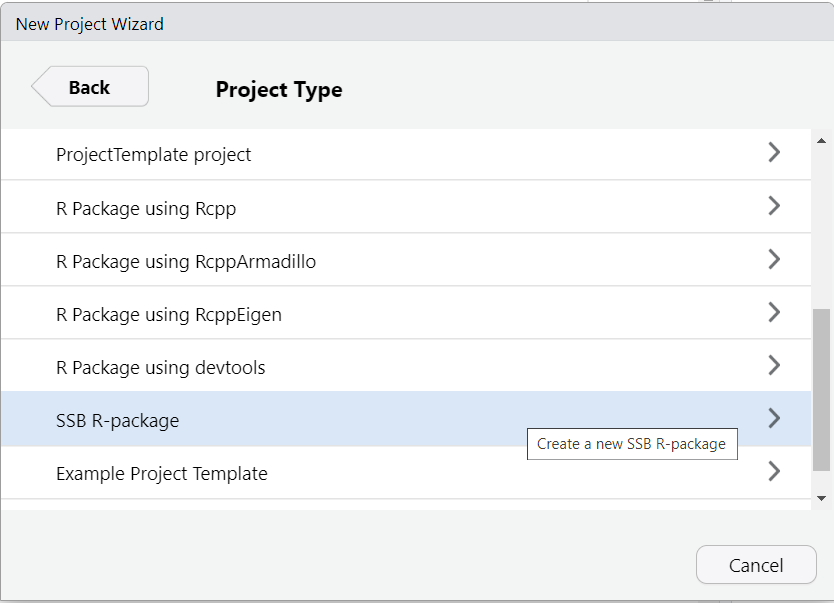 New Project Wizard
Back
Project Type
ProjectTemplate project
R Package using Rcpp
R Package using RcppArmadillo
R Package using RcppEigen
R Package using devtools
SSB R-package
Create a new SSB R-package
Example Project Template
Cancel